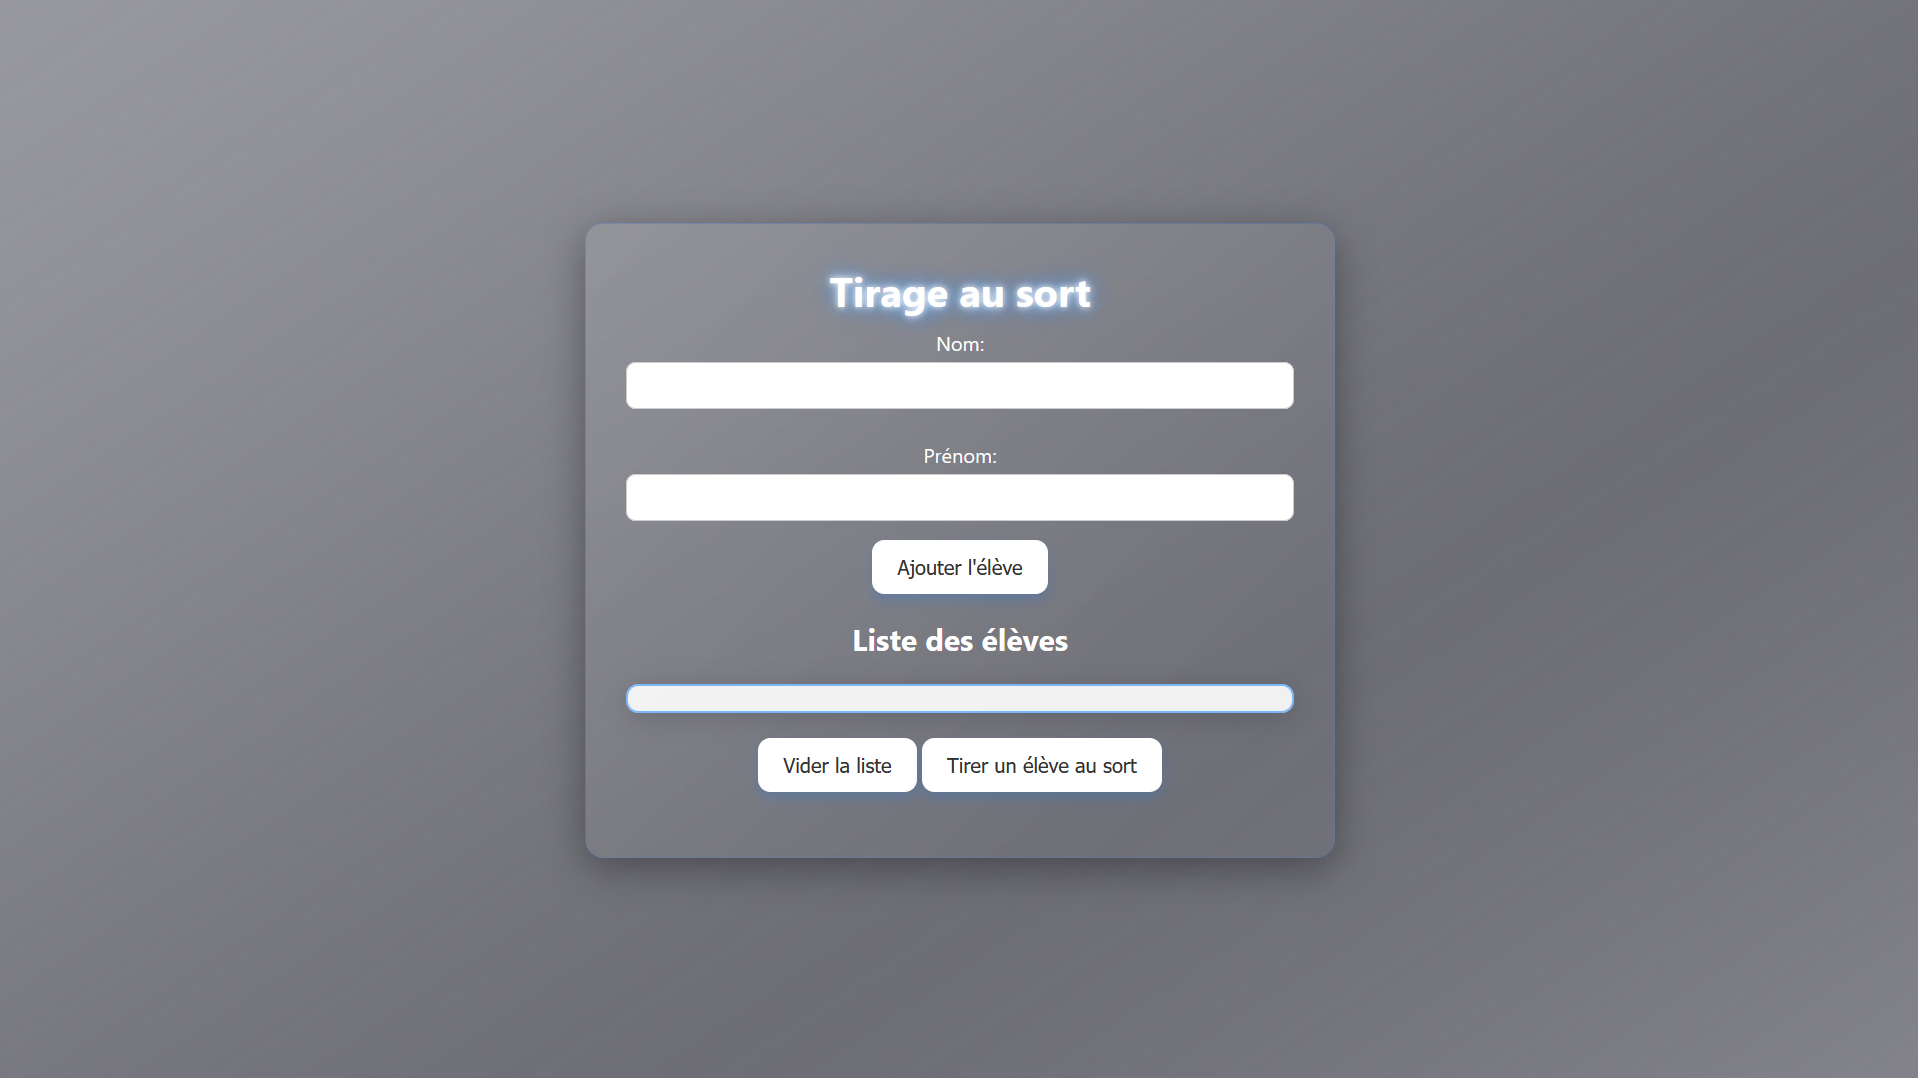 Tirage au sort
Nom:
Prénom:
Ajouter l'élève
Liste des élèves
Vider la liste
Tirer un élève au sort